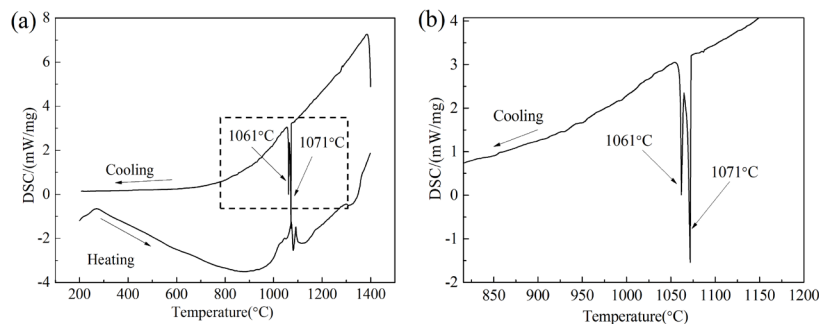 (a)
8
6
4
2
0
-2
-4
DSC/(mW/mg)
1061°C
1071°C
Cooling
Heating
200 400 600 800 1000 1200 1400
Temperature(°C)
(b)
4
3
2
1
0
-1
-2
DSC/(mW/mg)
Cooling
1061°C
1071°C
850 900 950 1000 1050 1100 1150 1200
Temperature(°C)